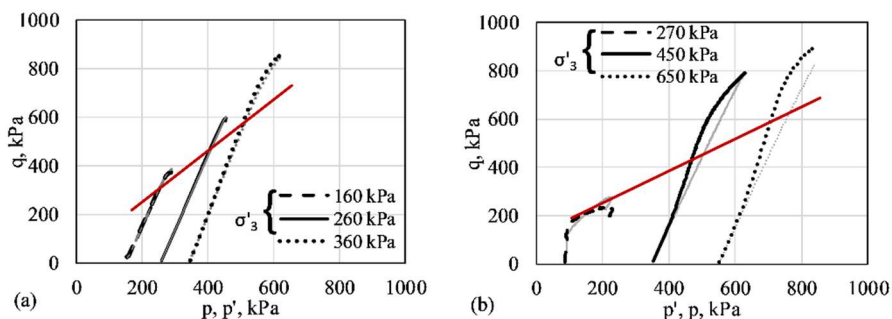 1000
800
600
400
200
0
q, kPa
0 200 400 600 800 1000
p, p', kPa
σ'3
160 kPa
260 kPa
360 kPa
(a)
1000
800
600
400
200
0
q, kPa
0 200 400 600 800 1000
p', p, kPa
σ'3
270 kPa
450 kPa
650 kPa
(b)